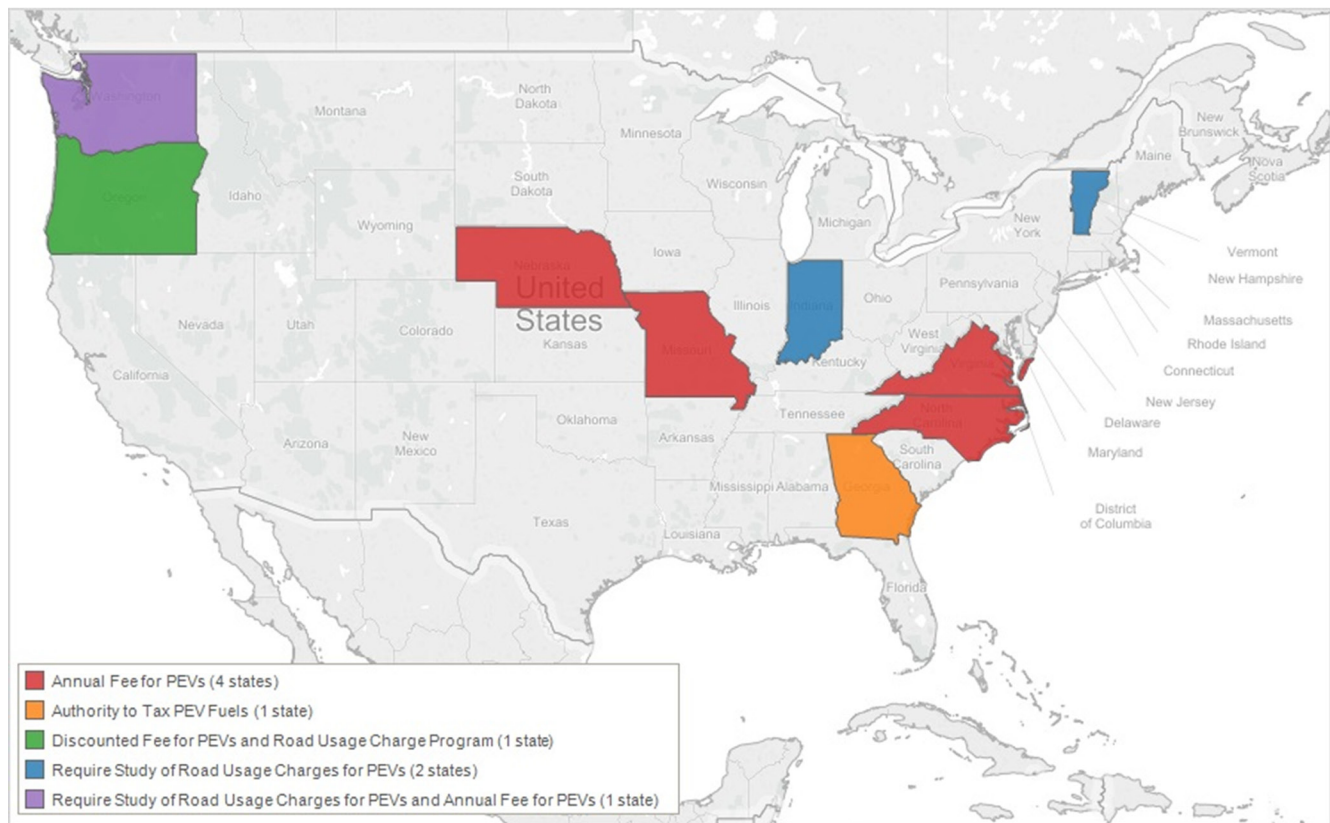 Washington
Montana
North
Dakota
Minnesota
New
Brunswick
Maine
Nova
Scotia
Oregon
Idaho
South
Dakota
Wisconsin
Michigan
New
York
Wyoming
Iowa
Vermont
Nebraska
New Hampshire
United
States
Nevada
Utah
Colorado
Kansas
Illinois
Indiana
Ohio
Pennsylvania
Massachusetts
Rhode Island
West
Virginia
Kentucky
Missouri
Virginia
Connecticut
California
New Jersey
Tennessee
North
Carolina
Delaware
Oklahoma
Arkansas
Arizona
New
Mexico
South
Carolina
Maryland
Mississippi
Alabama
Georgia
District
of Columbia
Texas
Louisiana
Florida
Annual Fee for PEVs (4 states)
Authority to Tax PEV Fuels (1 state)
Discounted Fee for PEVs and Road Usage Charge Program (1 state)
Require Study of Road Usage Charges for PEVs (2 states)
Require Study of Road Usage Charges for PEVs and Annual Fee for PEVs (1 state)